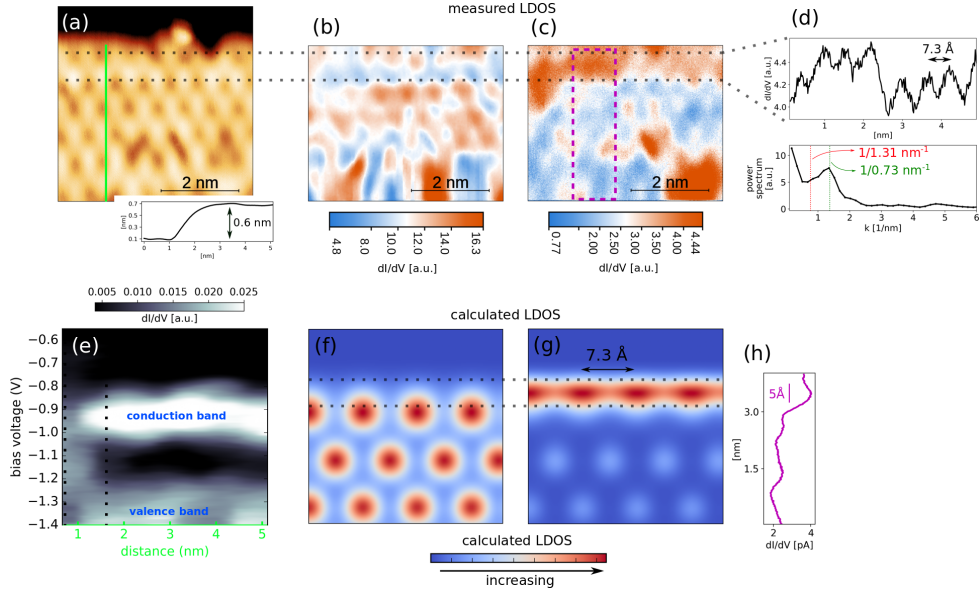 measured LDOS
(a)
2 nm
0.7
0.5
0.3
0.1
[nm]
0.6 nm
0 1 2 3 4 5
[nm]
(b)
2 nm
4.8 8.0 10.0 12.0 14.0 16.3
dI/dV [a.u.]
(c)
2 nm
0.77 2.00 2.50 3.00 3.50 4.00 4.44
dI/dV [a.u.]
(d)
7.3 Å
4.6
4.4
4.2
4.0
dI/dV [a.u.]
1 2 3 4
[nm]
1/1.31 nm-1
1/0.73 nm-1
10
5
0
power
spectrum
[a.u.]
1 2 3 4 5 6
k [1/nm]
0.005 0.010 0.015 0.020 0.025
dI/dV [a.u.]
calculated LDOS
(e)
−0.6
−0.7
−0.8
−0.9
−1.0
−1.1
−1.2
−1.3
−1.4
bias voltage (V)
conduction band
valence band
1 2 3 4 5
distance (nm)
(f)
(g)
7.3 Å
(h)
5Å
3.0
1.5
[nm]
2 4
dI/dV [pA]
calculated LDOS
increasing